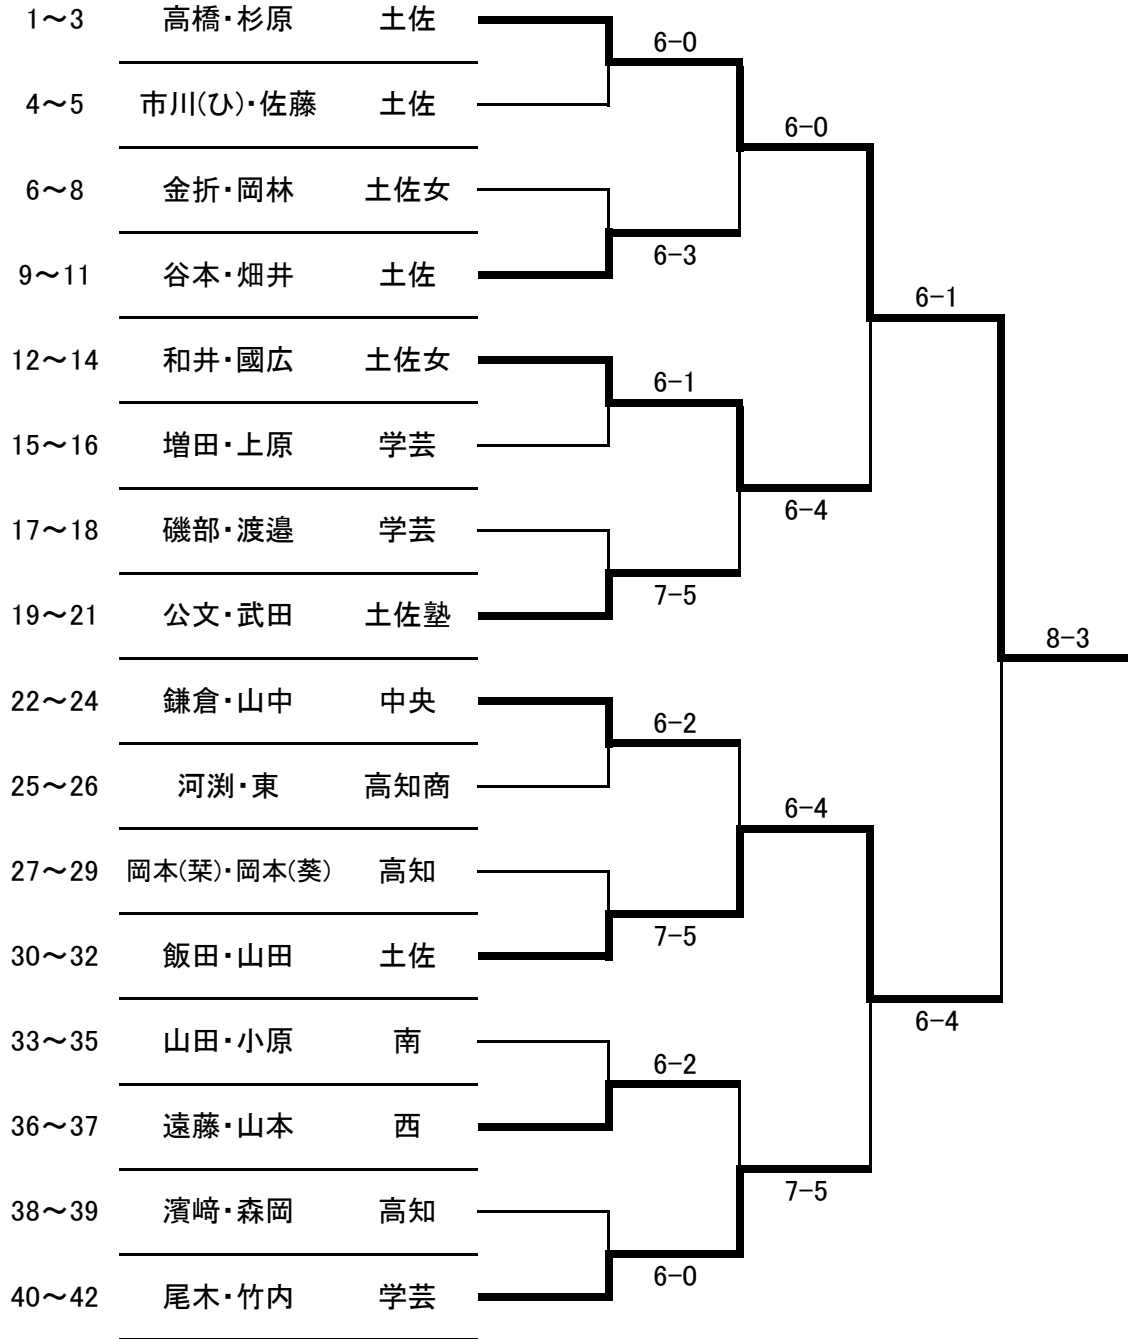 1～3 高橋・杉原 土佐
6-0
4～5 市川(ひ)・佐藤 土佐
6-0
6～8 金折・岡林 土佐女
6-3
9～11 谷本・畑井 土佐
6-1
12～14 和井・國広 土佐女
6-1
15～16 増田・上原 学芸
6-4
17～18 磯部・渡邉 学芸
7-5
19～21 公文・武田 土佐塾
8-3
22～24 鎌倉・山中 中央
6-2
25～26 河渕・東 高知商
6-4
27～29 岡本(栞)・岡本(葵) 高知
7-5
30～32 飯田・山田 土佐
6-4
33～35 山田・小原 南
6-2
36～37 遠藤・山本 西
7-5
38～39 濱﨑・森岡 高知
6-0
40～42 尾木・竹内 学芸